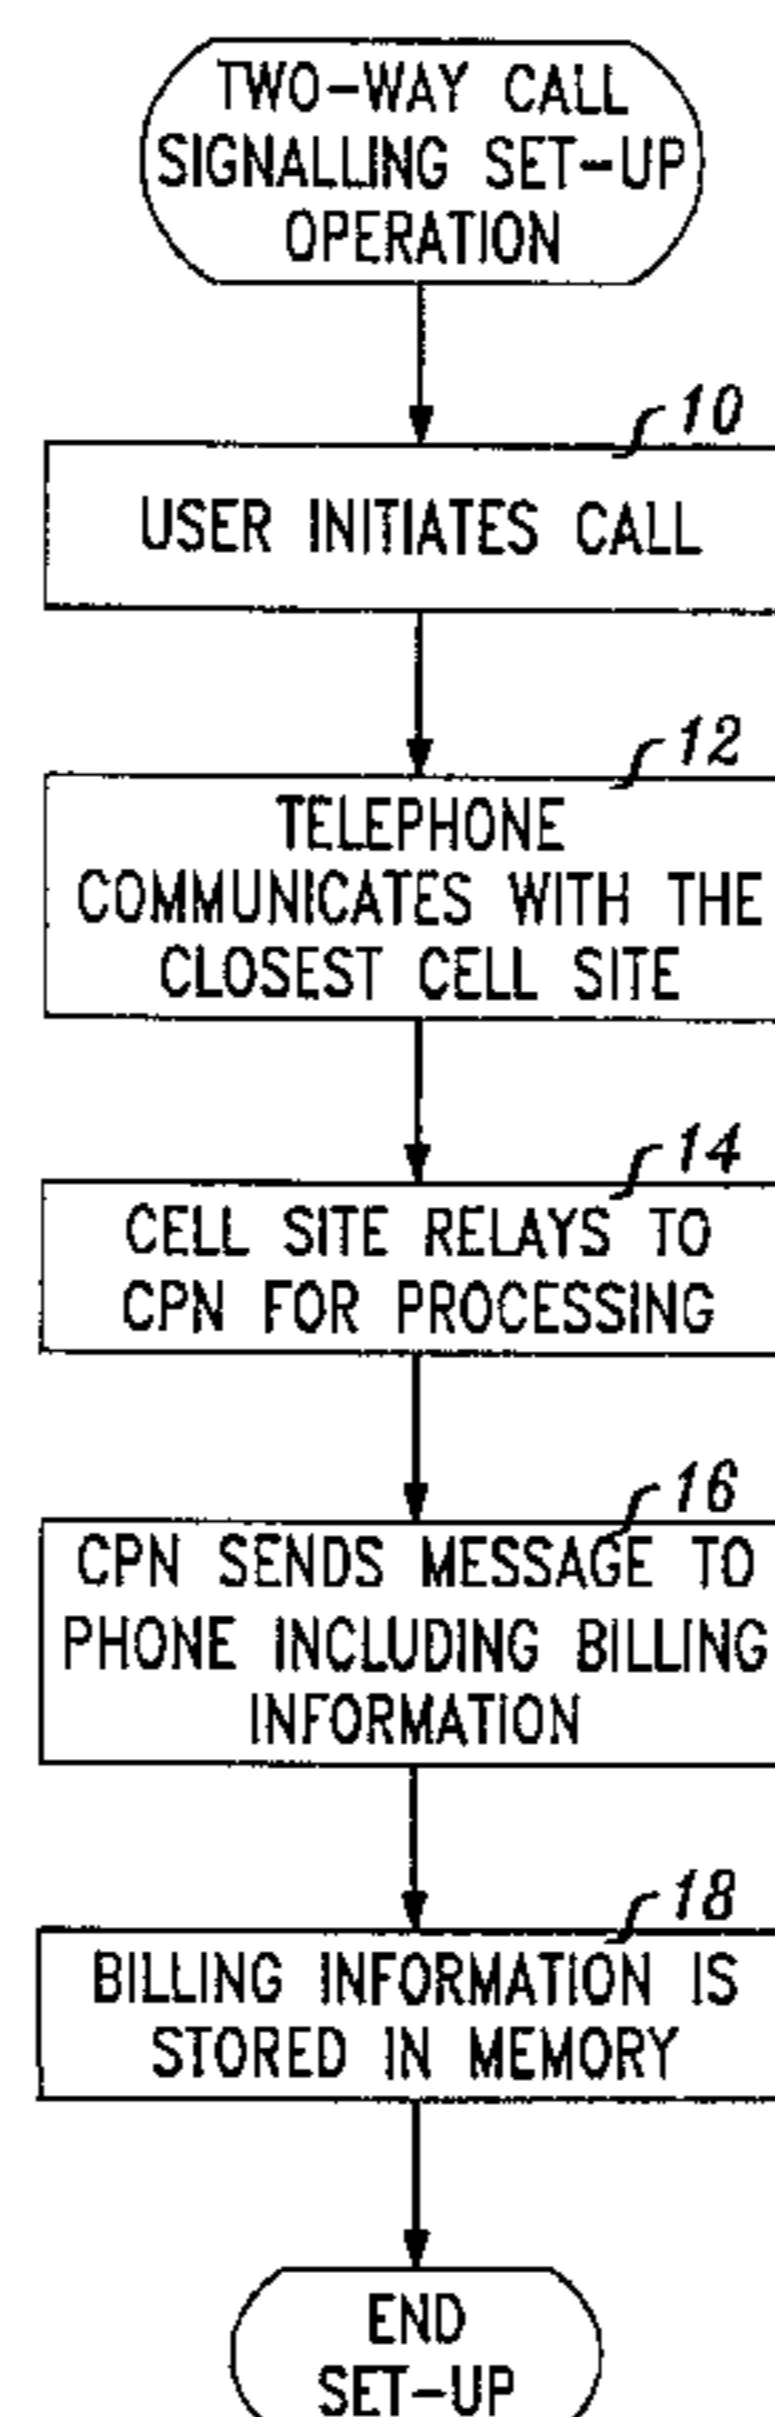 TWO-WAY CALL
SIGNALLING SET-UP
OPERATION
10
USER INITIATES CALL
12
TELEPHONE
COMMUNICATES WITH THE
CLOSEST CELL SITE
14
CELL SITE RELAYS TO
CPN FOR PROCESSING
16
CPN SENDS MESSAGE TO
PHONE INCLUDING BILLING
INFORMATION
18
BILLING INFORMATION IS
STORED IN MEMORY
END
SET-UP